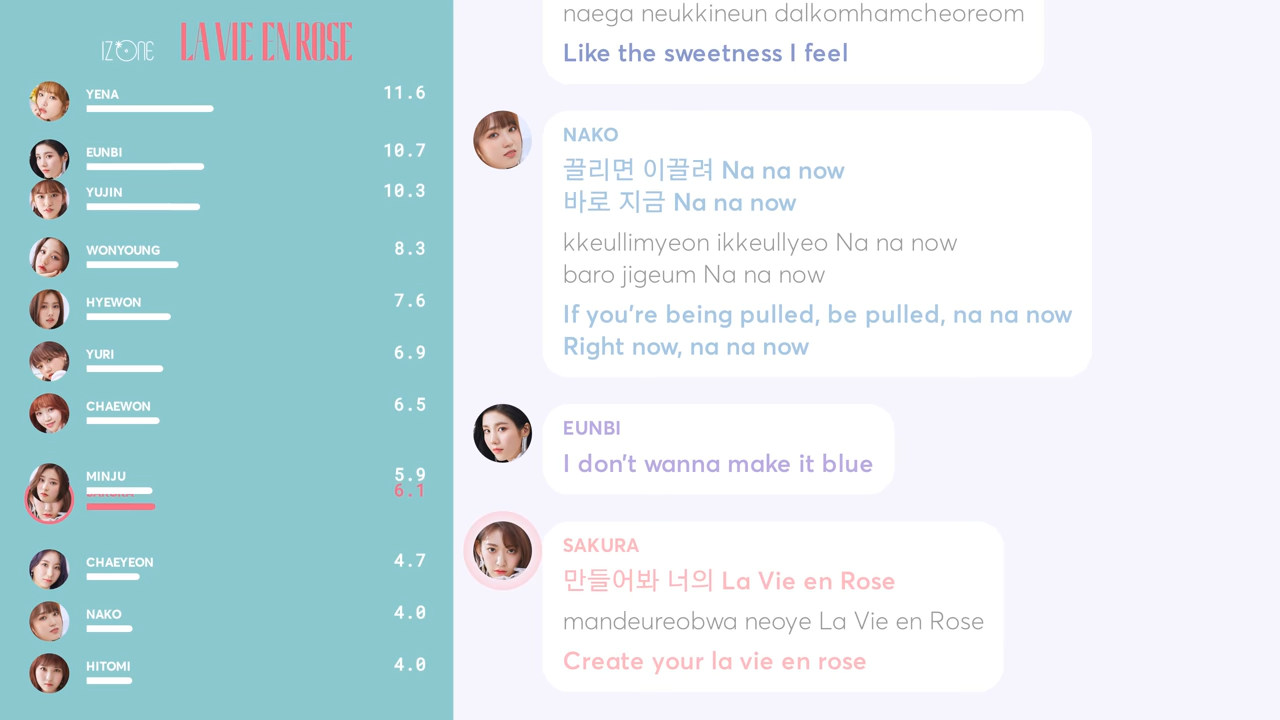 IZ*ONE LA VIE EN ROSE
YENA 11.6
EUNBI 10.7
YUJIN 10.3
WONYOUNG 8.3
HYEWON 7.6
YURI 6.9
CHAEWON 6.5
MINJU 5.9
6.1
CHAEYEON 4.7
NAKO 4.0
HITOMI 4.0
naega neukkineun dalkomhamcheoreom
Like the sweetness I feel
NAKO
끌리면 이끌려 Na na now
바로 지금 Na na now
kkeullimyeon ikkeullyeo Na na now
baro jigeum Na na now
If you're being pulled, be pulled, na na now
Right now, na na now
EUNBI
I don't wanna make it blue
SAKURA
만들어봐 너의 La Vie en Rose
mandeureobwa neoye La Vie en Rose
Create your la vie en rose